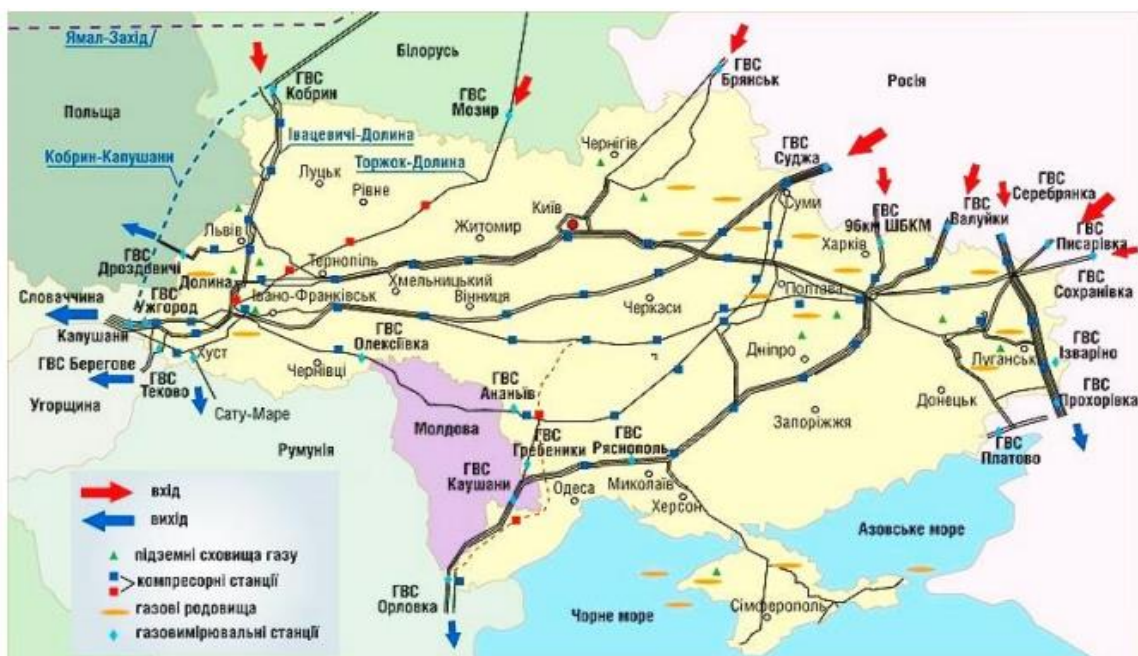 Ямал-Захід
Білорусь
ГВС
Брянськ
Росія
ГВС
Кобрин
ГВС
Мозир
Польща
Івацевичі-Долина
Чернігів
ГВС
Суджа
Кобрин-Капушани
Торжок-Долина
Луцьк
Рівне
ГВС
Серебрянка
Суми
ГВС
96км ШБКМ
ГВС
Валуйки
Київ
Житомир
Харків
ГВС
Писарівка
Львів
ГВС
Дроздовичі
Тернопіль
Долина
Хмельницький
ГВС
Сохранівка
Словаччина
ГВС
Ужгород
Івано-Франківськ
Вінниця
Черкаси
Полтава
Капушани
ГВС Берегове
Хуст
Чернівці
ГВС
Олексіївка
Дніпро
Луганськ
ГВС
Ізваріно
ГВС
Теково
Сату-Маре
Угорщина
ГВС
Ананьїв
Донецьк
ГВС
Прохорівка
Молдова
Запоріжжя
Румунія
ГВС
Гребеники
ГВС
Ряснополь
ГВС
Платово
ГВС
Каушани
Одеса
Миколаїв
Херсон
вхід
вихід
підземні сховища газу
компресорні станції
газові родовища
газовимірювальні станції
Азовське море
ГВС
Орловка
Чорне море
Сімферополь